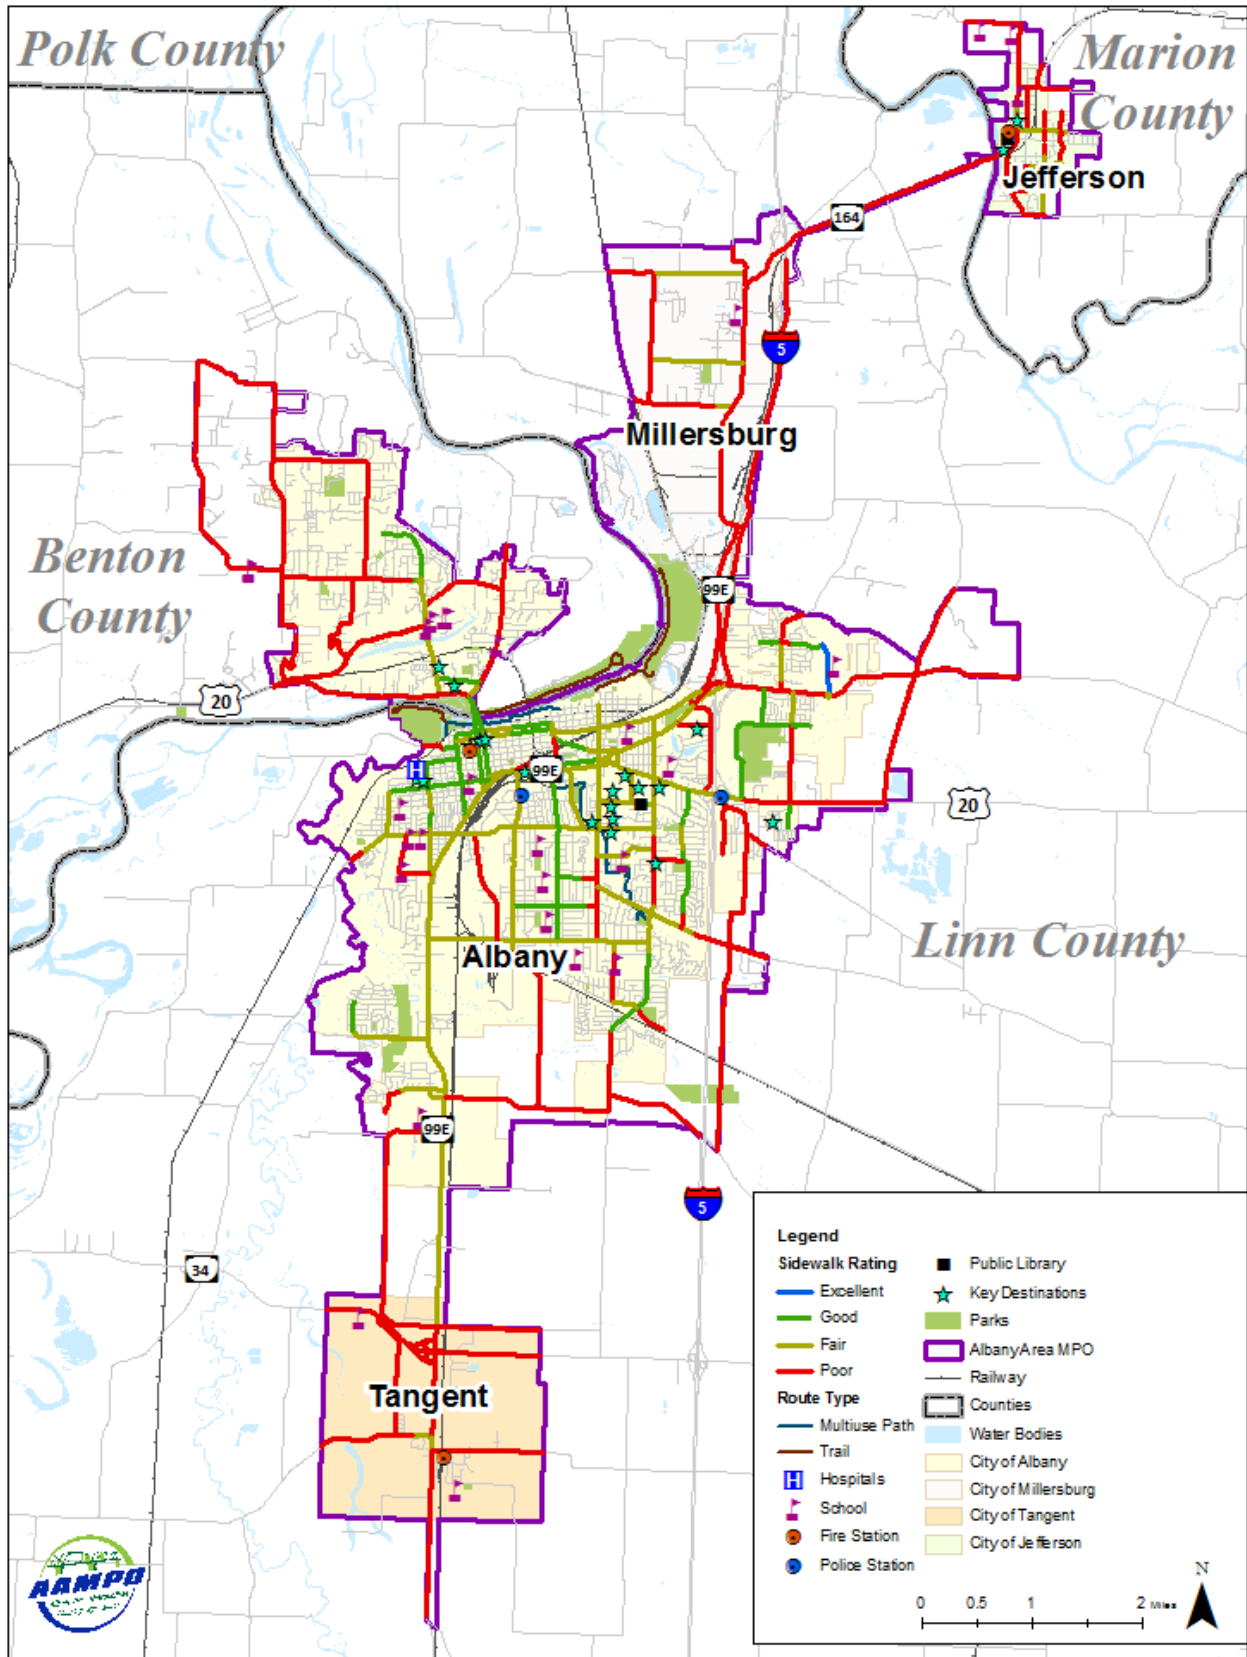 Polk County
Marion
County
Jefferson
164
5
Millersburg
Benton
County
99E
20
H
99E
20
Linn County
Albany
99E
5
34
Tangent
AAMPO
Legend
Sidewalk Rating
Excellent
Good
Fair
Poor
Route Type
Multiuse Path
Trail
H Hospitals
School
Fire Station
Police Station
Public Library
Key Destinations
Parks
AlbanyArea MPO
Railway
Counties
Water Bodies
City of Albany
City of Millersburg
City of Tangent
City of Jefferson
N
0 0.5 1 2 Miles